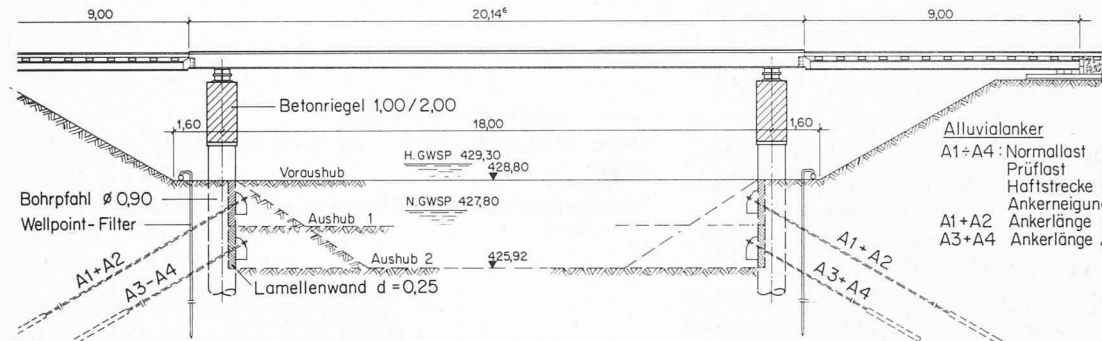 9,00
20,14⁶
9,00
Betonriegel 1,00/2,00
1,60
18,00
1,60
H.GWSP 429,30
428,80
Voraushub
N.GWSP 427,80
Bohrpfahl ø 0,90
Wellpoint-Filter
Aushub 1
Aushub 2
425,92
A1+A2
A3-A4
Lamellenwand d = 0,25
A1+A2
A3+A4
Alluvialanker
A1÷A4: Normallast
Prüflast
Haftstrecke
Ankerneigun
A1+A2 Ankerlänge
A3+A4 Ankerlänge